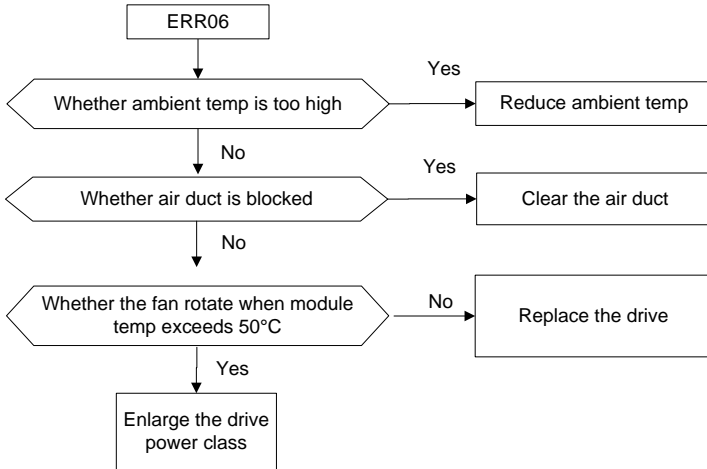 ERR06
Yes
Whether ambient temp is too high
Reduce ambient temp
No
Yes
Whether air duct is blocked
Clear the air duct
No
Whether the fan rotate when module
temp exceeds 50°C
No
Replace the drive
Yes
Enlarge the drive
power class